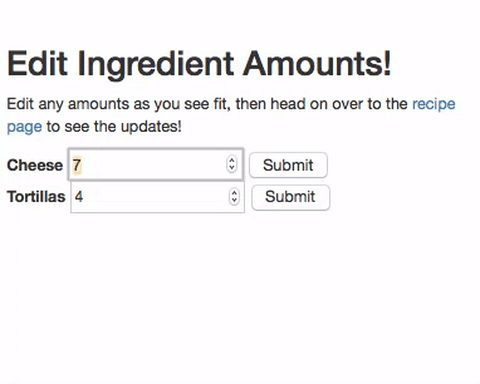 Edit Ingredient Amounts!
Edit any amounts as you see fit, then head on over to the recipe
page to see the updates!
Cheese 7 Submit
Tortillas 4 Submit